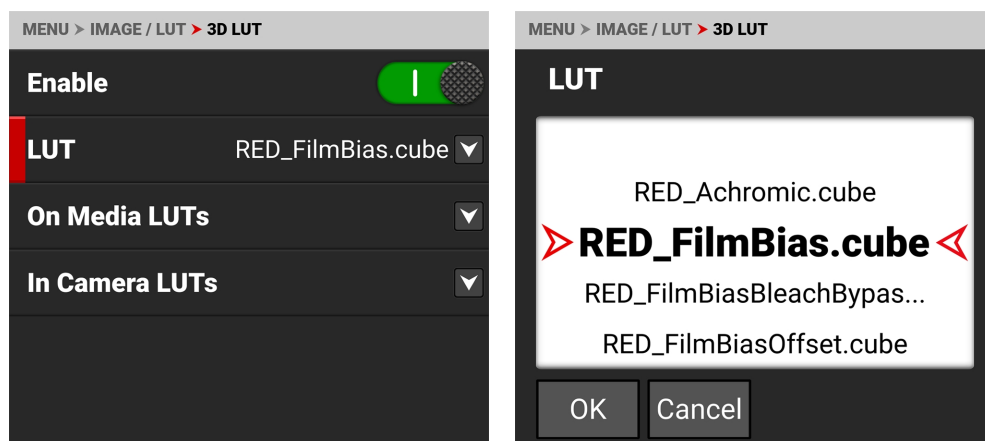 MENU > IMAGE / LUT > 3D LUT
Enable
LUT RED_FilmBias.cube
On Media LUTs
In Camera LUTs
MENU > IMAGE / LUT > 3D LUT
LUT
RED_Achromic.cube
RED_FilmBias.cube
RED_FilmBiasBleachBypas...
RED_FilmBiasOffset.cube
OK Cancel